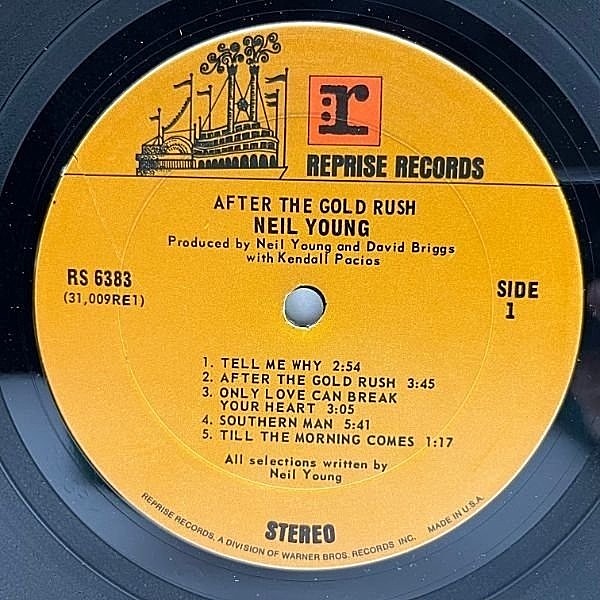 r
REPRISE RECORDS
AFTER THE GOLD RUSH
NEIL YOUNG
Produced by Neil Young and David Briggs
with Kendall Pacios
RS 6383
(31,009RE1)
SIDE
1
1. TELL ME WHY 2:54
2. AFTER THE GOLD RUSH 3:45
3. ONLY LOVE CAN BREAK
YOUR HEART 3:05
4. SOUTHERN MAN 5:41
5. TILL THE MORNING COMES 1:17
All selections written by
Neil Young
STEREO
REPRISE RECORDS, A DIVISION OF WARNER BROS. RECORDS INC. MADE IN U.S.A.